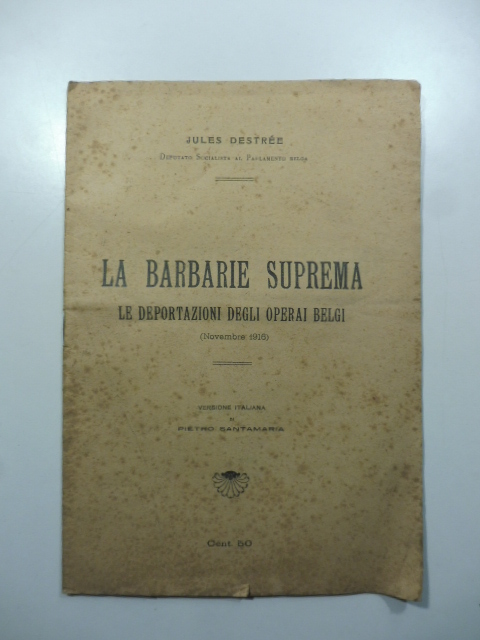 JULES DESTRÉE
DEPUTATO SOCIALISTA AL PARLAMENTO BELGA
LA BARBARIE SUPREMA
LE DEPORTAZIONI DEGLI OPERAI BELGI
(Novembre 1916)
VERSIONE ITALIANA
DI
PIETRO SANTAMARIA
Cent. 50